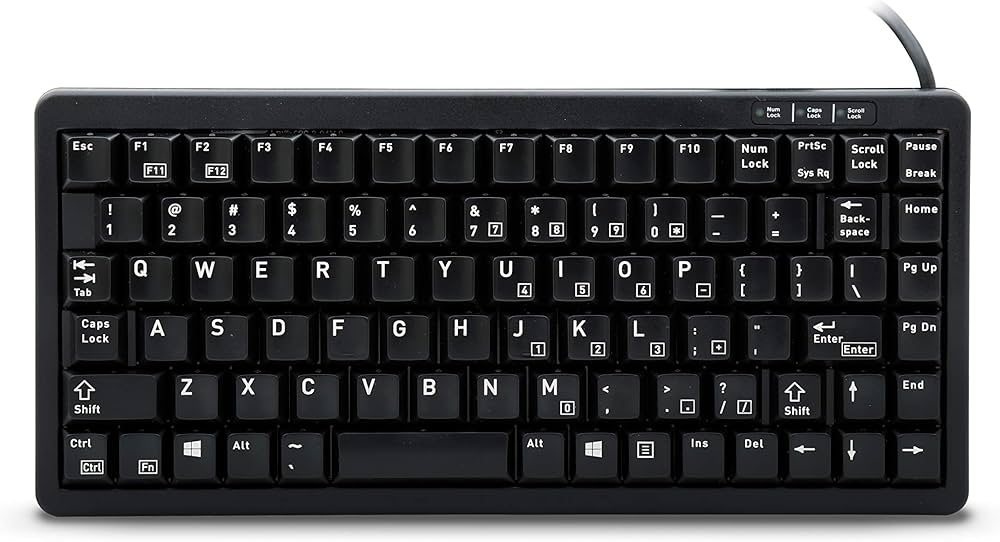 Num Lock Caps Lock Scroll Lock
Esc F1 F11 F2 F12 F3 F4 F5 F6 F7 F8 F9 F10 Num Lock PrtSc Sys Rq Scroll Lock Pause Break
! 1 @ 2 # 3 $ 4 % 5 ^ 6 & 7 7 * 8 8 ( 9 9 ) 0 * — - + = ← Back-space Home
Tab Q W E R T Y U 4 I 5 O 6 P - { [ } ] | \ Pg Up
Caps Lock A S D F G H J 1 K 2 L 3 : ; + " ' Enter Enter Pg Dn
Shift Z X C V B N M 0 < , > . . ? / / Shift ↑ End
Ctrl Ctrl Fn Alt ~ ` Alt Ins Del ← ↓ →